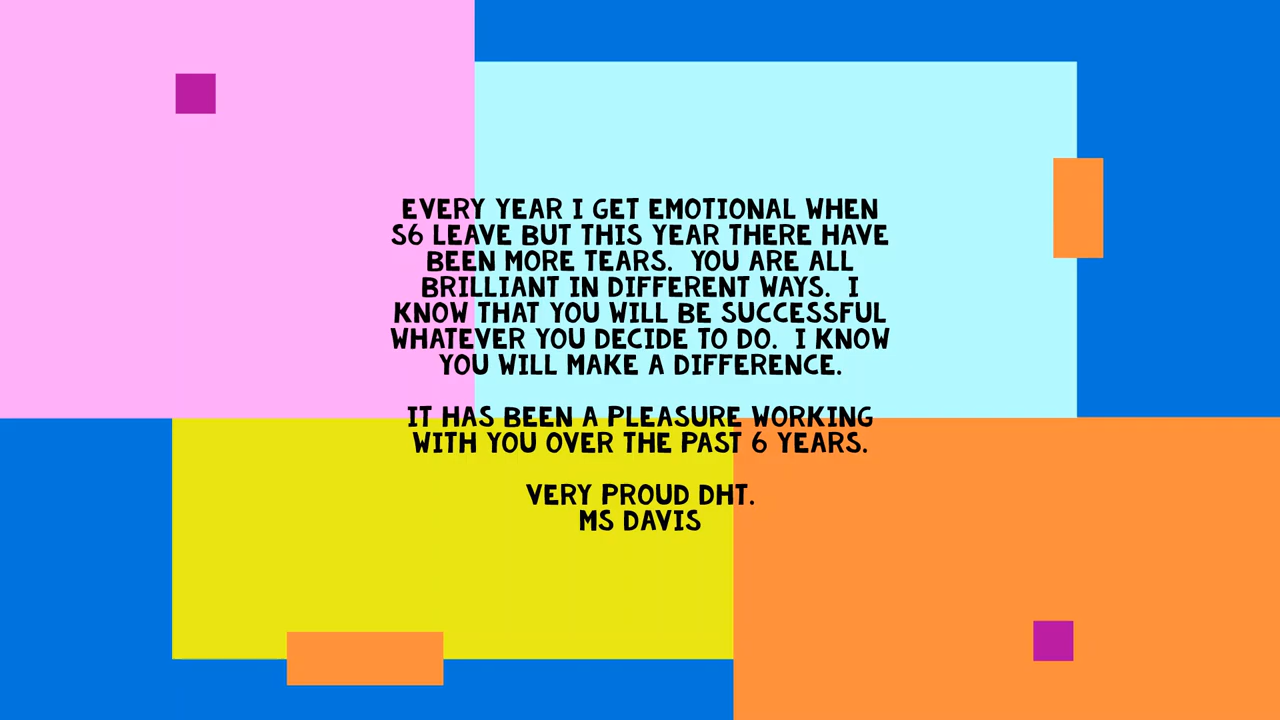 EVERY YEAR I GET EMOTIONAL WHEN
S6 LEAVE BUT THIS YEAR THERE HAVE
BEEN MORE TEARS.  YOU ARE ALL
BRILLIANT IN DIFFERENT WAYS.  I
KNOW THAT YOU WILL BE SUCCESSFUL
WHATEVER YOU DECIDE TO DO.  I KNOW
YOU WILL MAKE A DIFFERENCE.
IT HAS BEEN A PLEASURE WORKING
WITH YOU OVER THE PAST 6 YEARS.
VERY PROUD DHT.
MS DAVIS